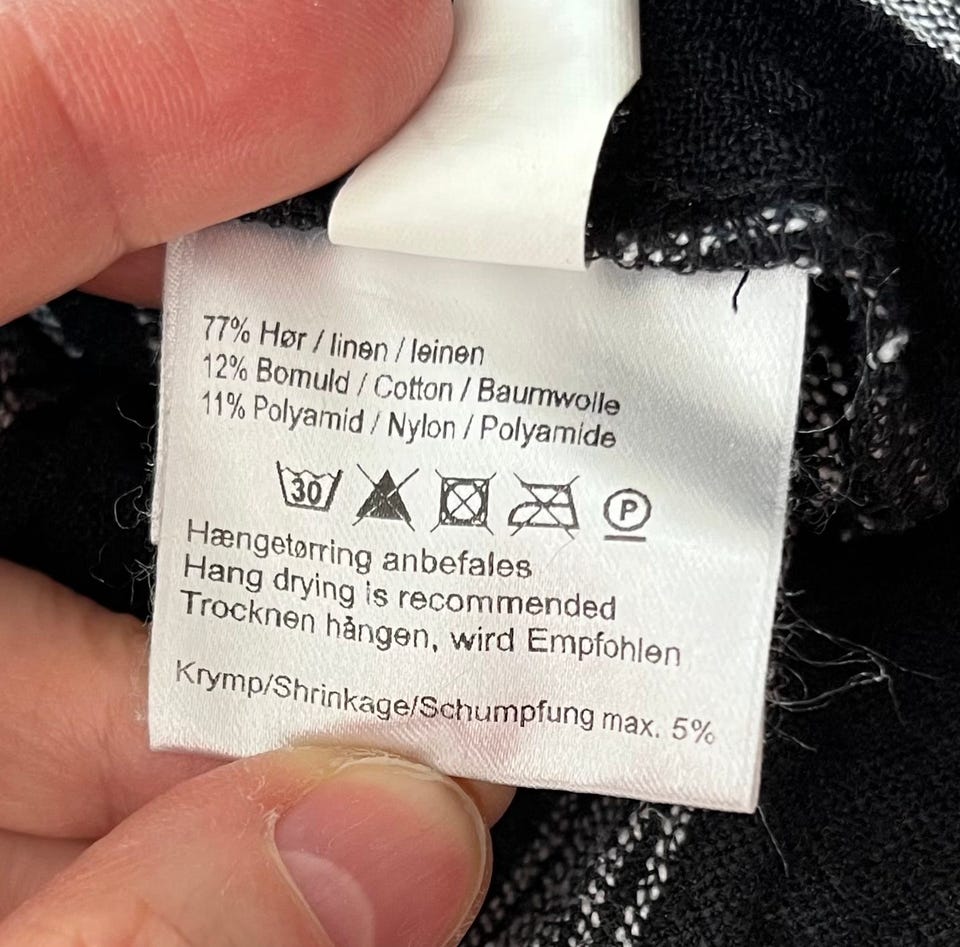 77% Hør / linen / leinen
12% Bomuld / Cotton / Baumwolle
11% Polyamid / Nylon / Polyamide
30 P
Hængetørring anbefales
Hang drying is recommended
Trocknen hången, wird Empfohlen
Krymp/Shrinkage/Schumpfung max. 5%